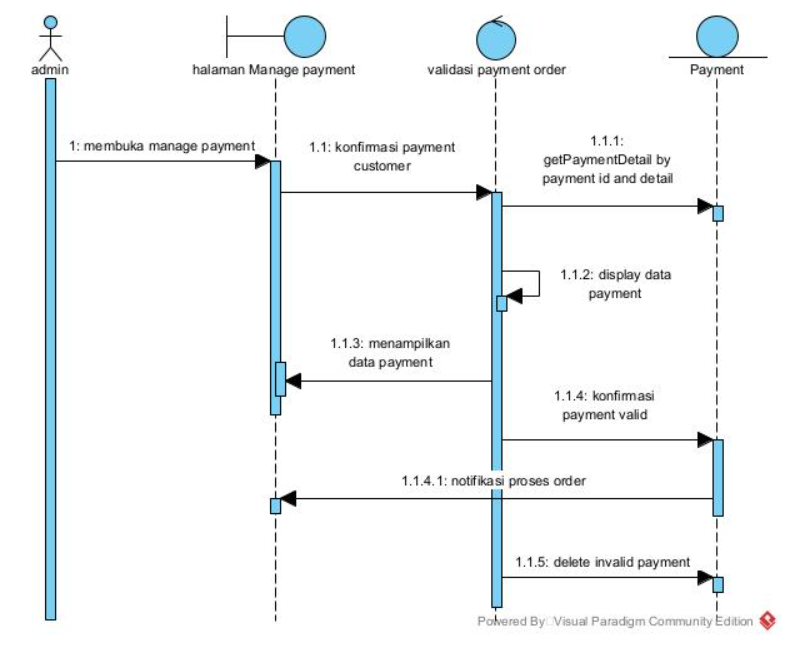 admin
halaman Manage payment
validasi payment order
Payment
1: membuka manage payment
1.1: konfirmasi payment
customer
1.1.1:
getPaymentDetail by
payment id and detail
1.1.2: display data
payment
1.1.3: menampilkan
data payment
1.1.4: konfirmasi
payment valid
1.1.4.1: notifikasi proses order
1.1.5: delete invalid payment
Powered By Visual Paradigm Community Edition